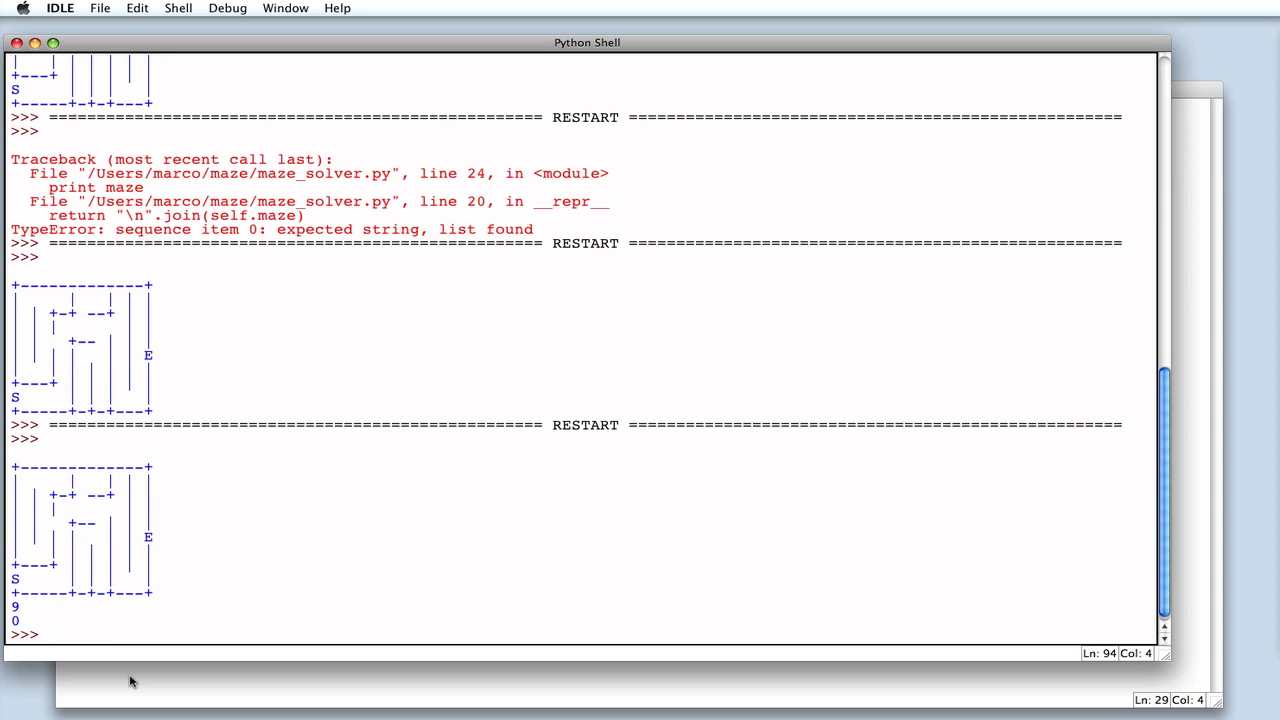 IDLE File Edit Shell Debug Window Help
Python Shell
|   | | | | | |
+---+ | | | | |
S     | | |   |
+-----+-+-+---+
>>> ==================================================== RESTART ====================================================
>>>
Traceback (most recent call last):
  File "/Users/marco/maze/maze_solver.py", line 24, in <module>
    print maze
  File "/Users/marco/maze/maze_solver.py", line 20, in __repr__
    return "\n".join(self.maze)
TypeError: sequence item 0: expected string, list found
>>> ==================================================== RESTART ====================================================
>>>
+-------------+
|     |   | | |
| | +-+ --+ | |
| | |       | |
| |   +-- | | |
| | | |   | | E
|   | | | | | |
+---+ | | | | |
S     | | |   |
+-----+-+-+---+
>>> ==================================================== RESTART ====================================================
>>>
+-------------+
|     |   | | |
| | +-+ --+ | |
| | |       | |
| |   +-- | | |
| | | |   | | E
|   | | | | | |
+---+ | | | | |
S     | | |   |
+-----+-+-+---+
9
0
>>>
Ln: 94 Col: 4
Ln: 29 Col: 4